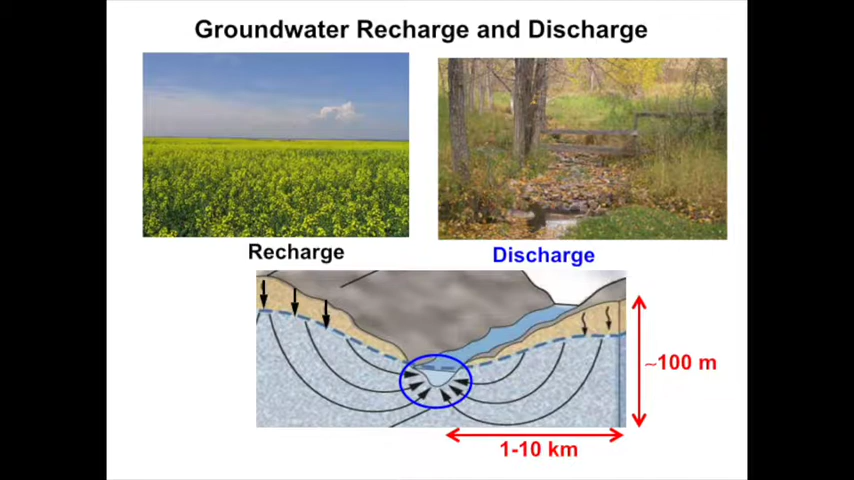 Groundwater Recharge and Discharge
Recharge
Discharge
~100 m
1-10 km